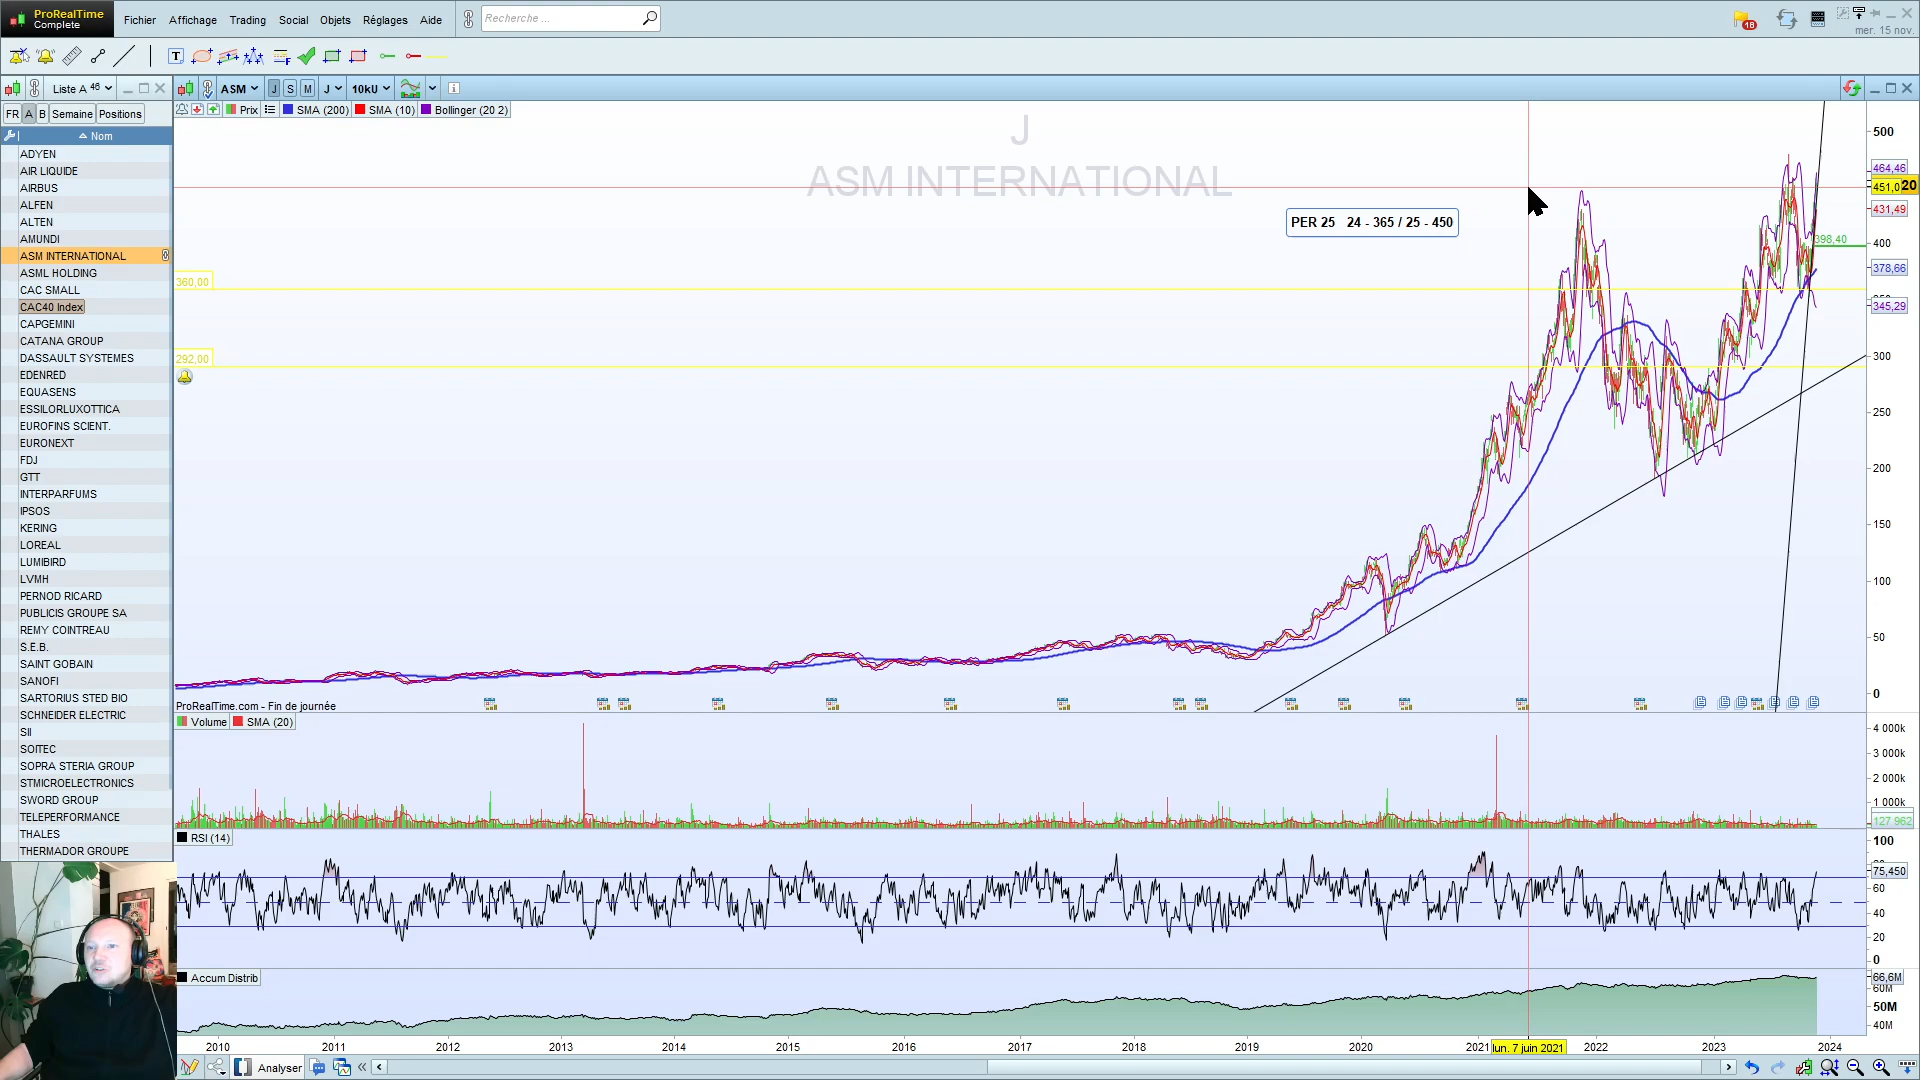 ProRealTime
Complete
Fichier Affichage Trading Social Objets Réglages Aide
Recherche ...
18
mer. 15 nov.
Liste A 46
ASM J S M J 10kU
FR A B Semaine Positions
Prix SMA (200) SMA (10) Bollinger (20 2)
Nom
ADYEN
AIR LIQUIDE
AIRBUS
ALFEN
ALTEN
AMUNDI
ASM INTERNATIONAL
ASML HOLDING
CAC SMALL
CAC40 Index
CAPGEMINI
CATANA GROUP
DASSAULT SYSTEMES
EDENRED
EQUASENS
ESSILORLUXOTTICA
EUROFINS SCIENT.
EURONEXT
FDJ
GTT
INTERPARFUMS
IPSOS
KERING
LOREAL
LUMIBIRD
LVMH
PERNOD RICARD
PUBLICIS GROUPE SA
REMY COINTREAU
S.E.B.
SAINT GOBAIN
SANOFI
SARTORIUS STED BIO
SCHNEIDER ELECTRIC
SII
SOITEC
SOPRA STERIA GROUP
STMICROELECTRONICS
SWORD GROUP
TELEPERFORMANCE
THALES
THERMADOR GROUPE
J
ASM INTERNATIONAL
PER 25 24 - 365 / 25 - 450
360,00
292,00
398,40
500
464,46
451,0
20
431,49
400
378,66
345,29
300
250
200
150
100
50
0
ProRealTime.com - Fin de journée
Volume SMA (20)
4 000k
3 000k
2 000k
1 000k
127 962
RSI (14)
100
75,450
60
40
20
0
Accum Distrib
66,6M
60M
50M
40M
2010 2011 2012 2013 2014 2015 2016 2017 2018 2019 2020 2021 lun. 7 juin 2021 2022 2023 2024
Analyser